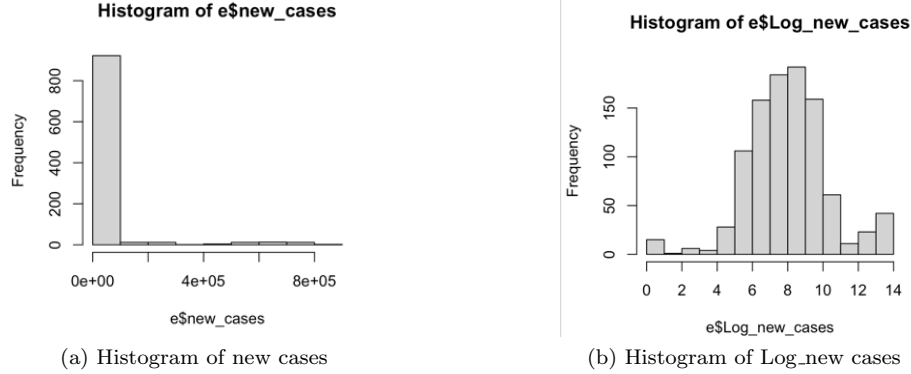 Histogram of e$new_cases
Frequency
0 200 400 600 800
0e+00 4e+05 8e+05
e$new_cases
(a) Histogram of new cases
Histogram of e$Log_new_cases
Frequency
0 50 100 150
0 2 4 6 8 10 12 14
e$Log_new_cases
(b) Histogram of Log_new cases